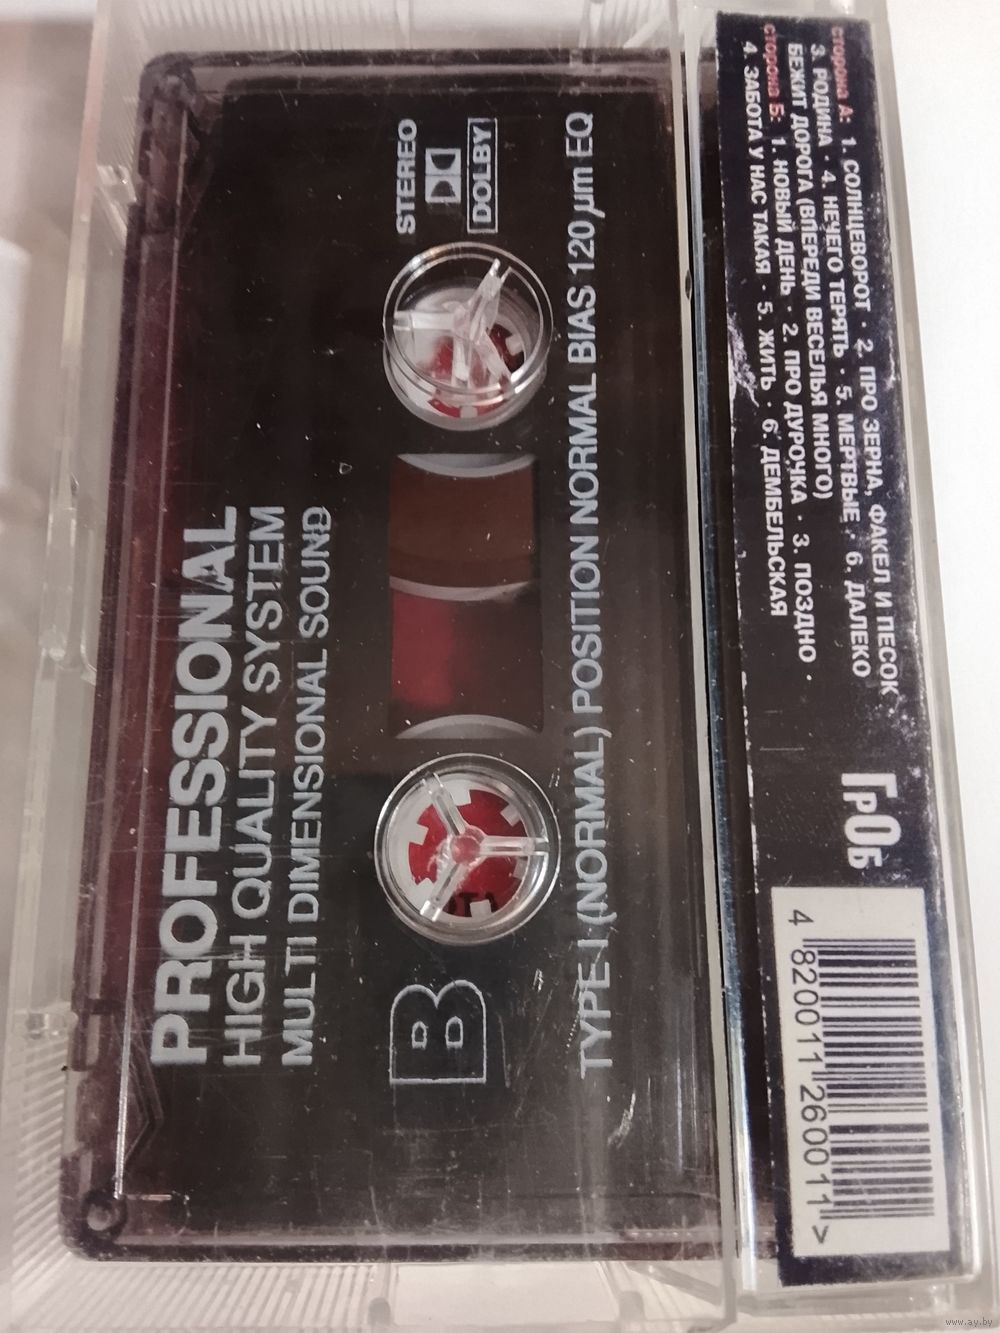 PROFESSIONAL
HIGH QUALITY SYSTEM
MULTI DIMENSIONAL SOUND
B
STEREO
DOLBY
TYPE I (NORMAL) POSITION NORMAL BIAS 120 µm EQ
сторона А: 1. СОЛНЦЕВОРОТ · 2. ПРО ЗЕРНА, ФАКЕЛ И ПЕСОК
3. РОДИНА · 4. НЕЧЕГО ТЕРЯТЬ · 5. МЕРТВЫЕ · 6. ДАЛЕКО
БЕЖИТ ДОРОГА (ВПЕРЕДИ ВЕСЕЛЬЯ МНОГО)
сторона Б: 1. НОВЫЙ ДЕНЬ · 2. ПРО ДУРОЧКА · 3. ПОЗДНО ·
4. ЗАБОТА У НАС ТАКАЯ · 5. ЖИТЬ · 6. ДЕМБЕЛЬСКАЯ
ГрОб
4 820011 260011 >
www.ay.by